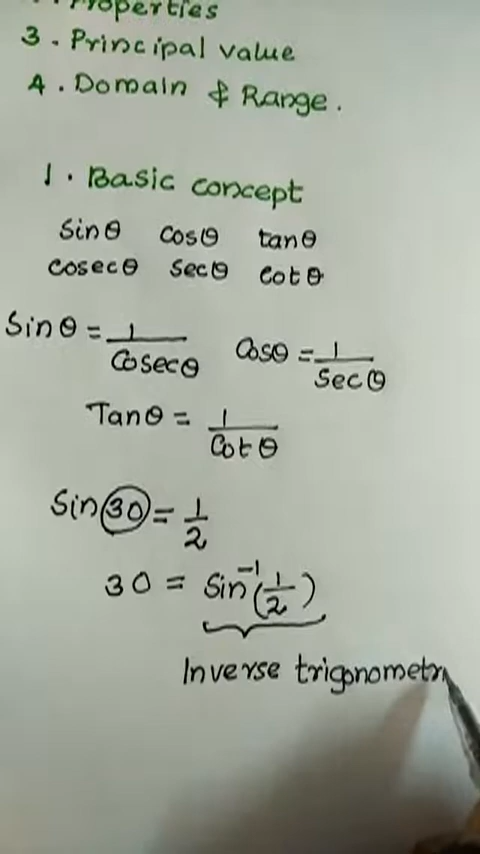 Properties
3. Principal value
4. Domain & Range.
1. Basic concept
Sinθ cosθ tanθ
cosecθ secθ cotθ
Sinθ = 1/Cosecθ Cosθ = 1/Secθ
Tanθ = 1/Cotθ
Sin 30 = 1/2
30 = Sin⁻¹(1/2)
Inverse trigonometr